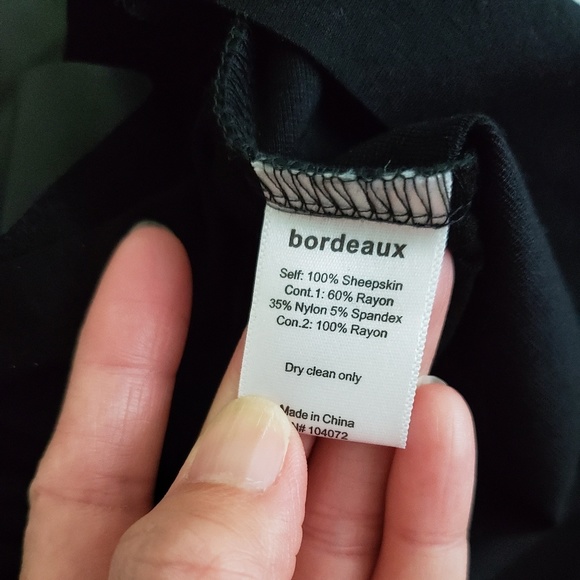 bordeaux
Self: 100% Sheepskin
Cont.1: 60% Rayon
35% Nylon 5% Spandex
Con.2: 100% Rayon
Dry clean only
Made in China
N# 104072